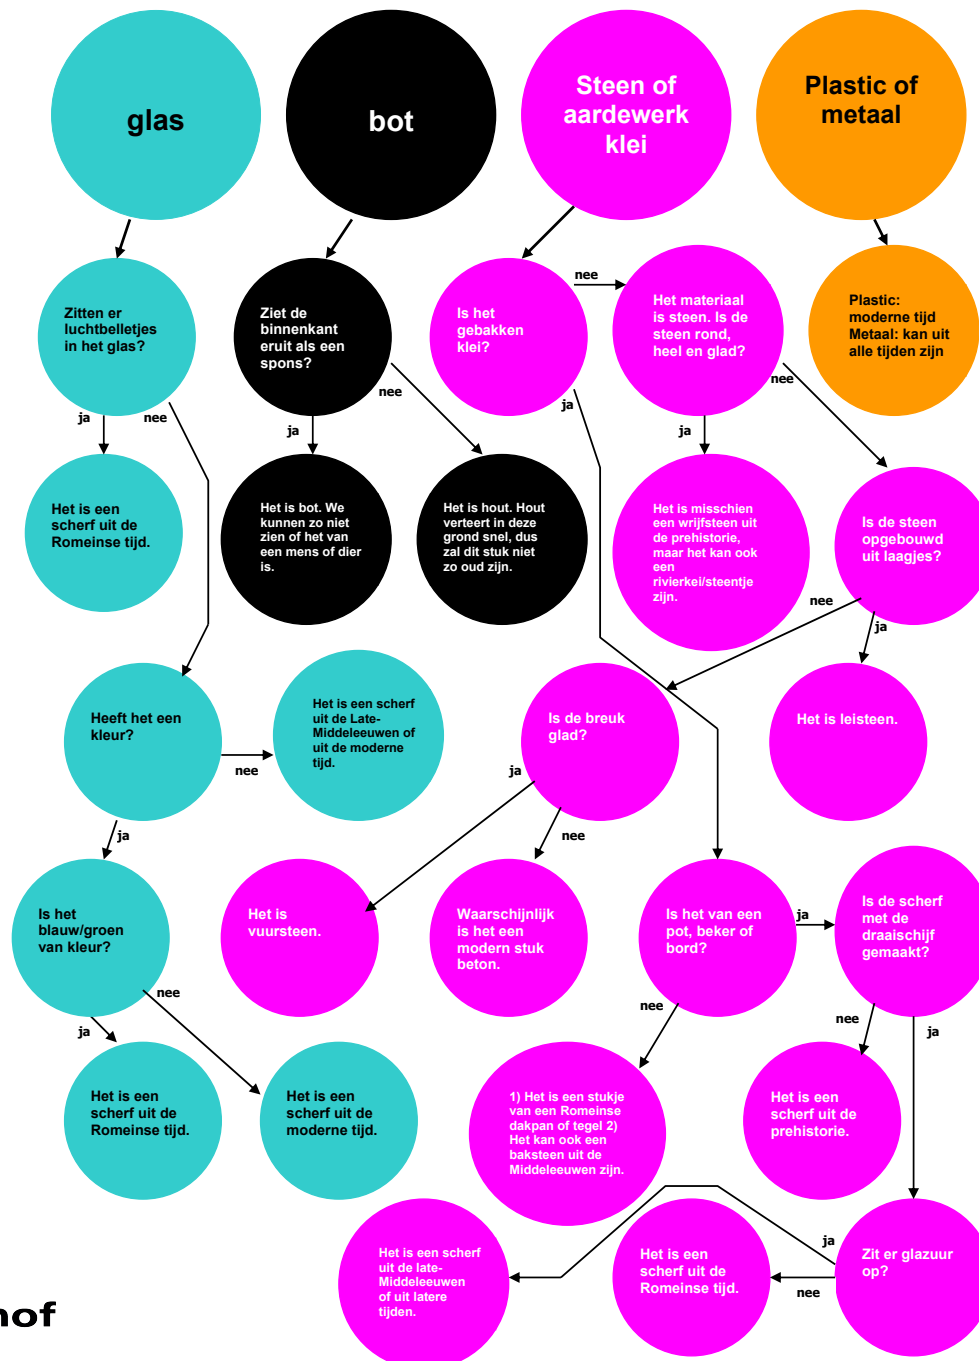 glas
bot
Steen of
aardewerk
klei
Plastic of
metaal
Zitten er
luchtbelletjes
in het glas?
Ziet de
binnenkant
eruit als een
spons?
Is het
gebakken
klei?
nee
Het materiaal
is steen. Is de
steen rond,
heel en glad?
Plastic:
moderne tijd
Metaal: kan uit
alle tijden zijn
ja
nee
ja
nee
ja
ja
nee
Het is een
scherf uit de
Romeinse tijd.
Het is bot. We
kunnen zo niet
zien of het van
een mens of dier
is.
Het is hout. Hout
verteert in deze
grond snel, dus
zal dit stuk niet
zo oud zijn.
Het is misschien
een wrijfsteen uit
de prehistorie,
maar het kan ook
een
rivierkei/steentje
zijn.
Is de steen
opgebouwd
uit laagjes?
nee
ja
Heeft het een
kleur?
nee
Het is een scherf
uit de Late-
Middeleeuwen of
uit de moderne
tijd.
Is de breuk
glad?
Het is leisteen.
ja
ja
nee
Is het
blauw/groen
van kleur?
Het is
vuursteen.
Waarschijnlijk
is het een
modern stuk
beton.
Is het van een
pot, beker of
bord?
ja
Is de scherf
met de
draaischijf
gemaakt?
ja
nee
nee
nee
ja
Het is een
scherf uit de
Romeinse tijd.
Het is een
scherf uit de
moderne tijd.
1) Het is een stukje
van een Romeinse
dakpan of tegel 2)
Het kan ook een
baksteen uit de
Middeleeuwen zijn.
Het is een
scherf uit de
prehistorie.
Het is een scherf
uit de late-
Middeleeuwen
of uit latere
tijden.
Het is een
scherf uit de
Romeinse tijd.
ja
nee
Zit er glazuur
op?
hof